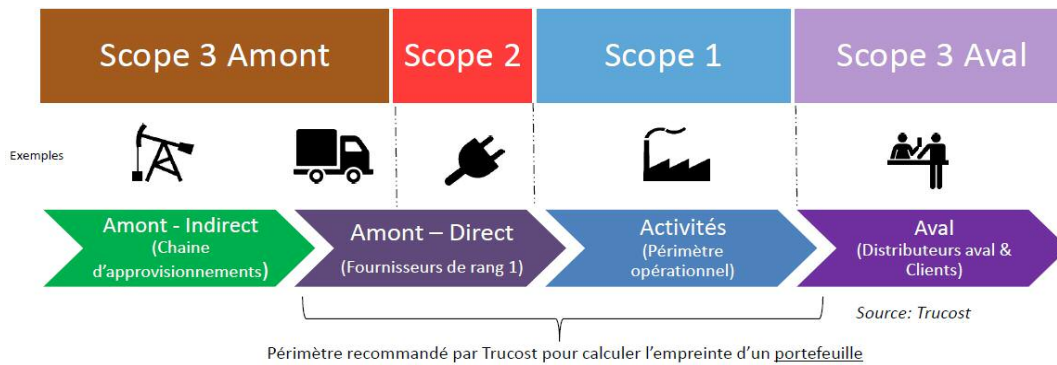 Scope 3 Amont
Scope 2
Scope 1
Scope 3 Aval
Exemples
Amont - Indirect
(Chaine
d'approvisionnements)
Amont – Direct
(Fournisseurs de rang 1)
Activités
(Périmètre
opérationnel)
Aval
(Distributeurs aval &
Clients)
Source: Trucost
Périmètre recommandé par Trucost pour calculer l'empreinte d'un portefeuille